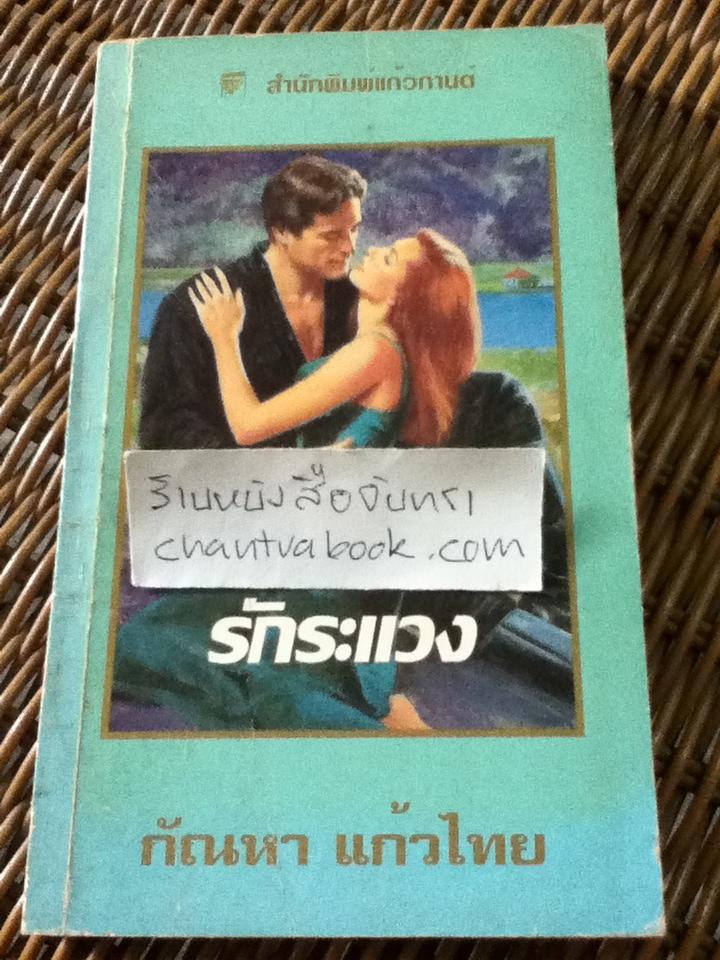 สำนักพิมพ์แก้วกานต์
ร้านหนังสือจันทรา
chantrabook.com
รักระแวง
กัณหา แก้วไทย